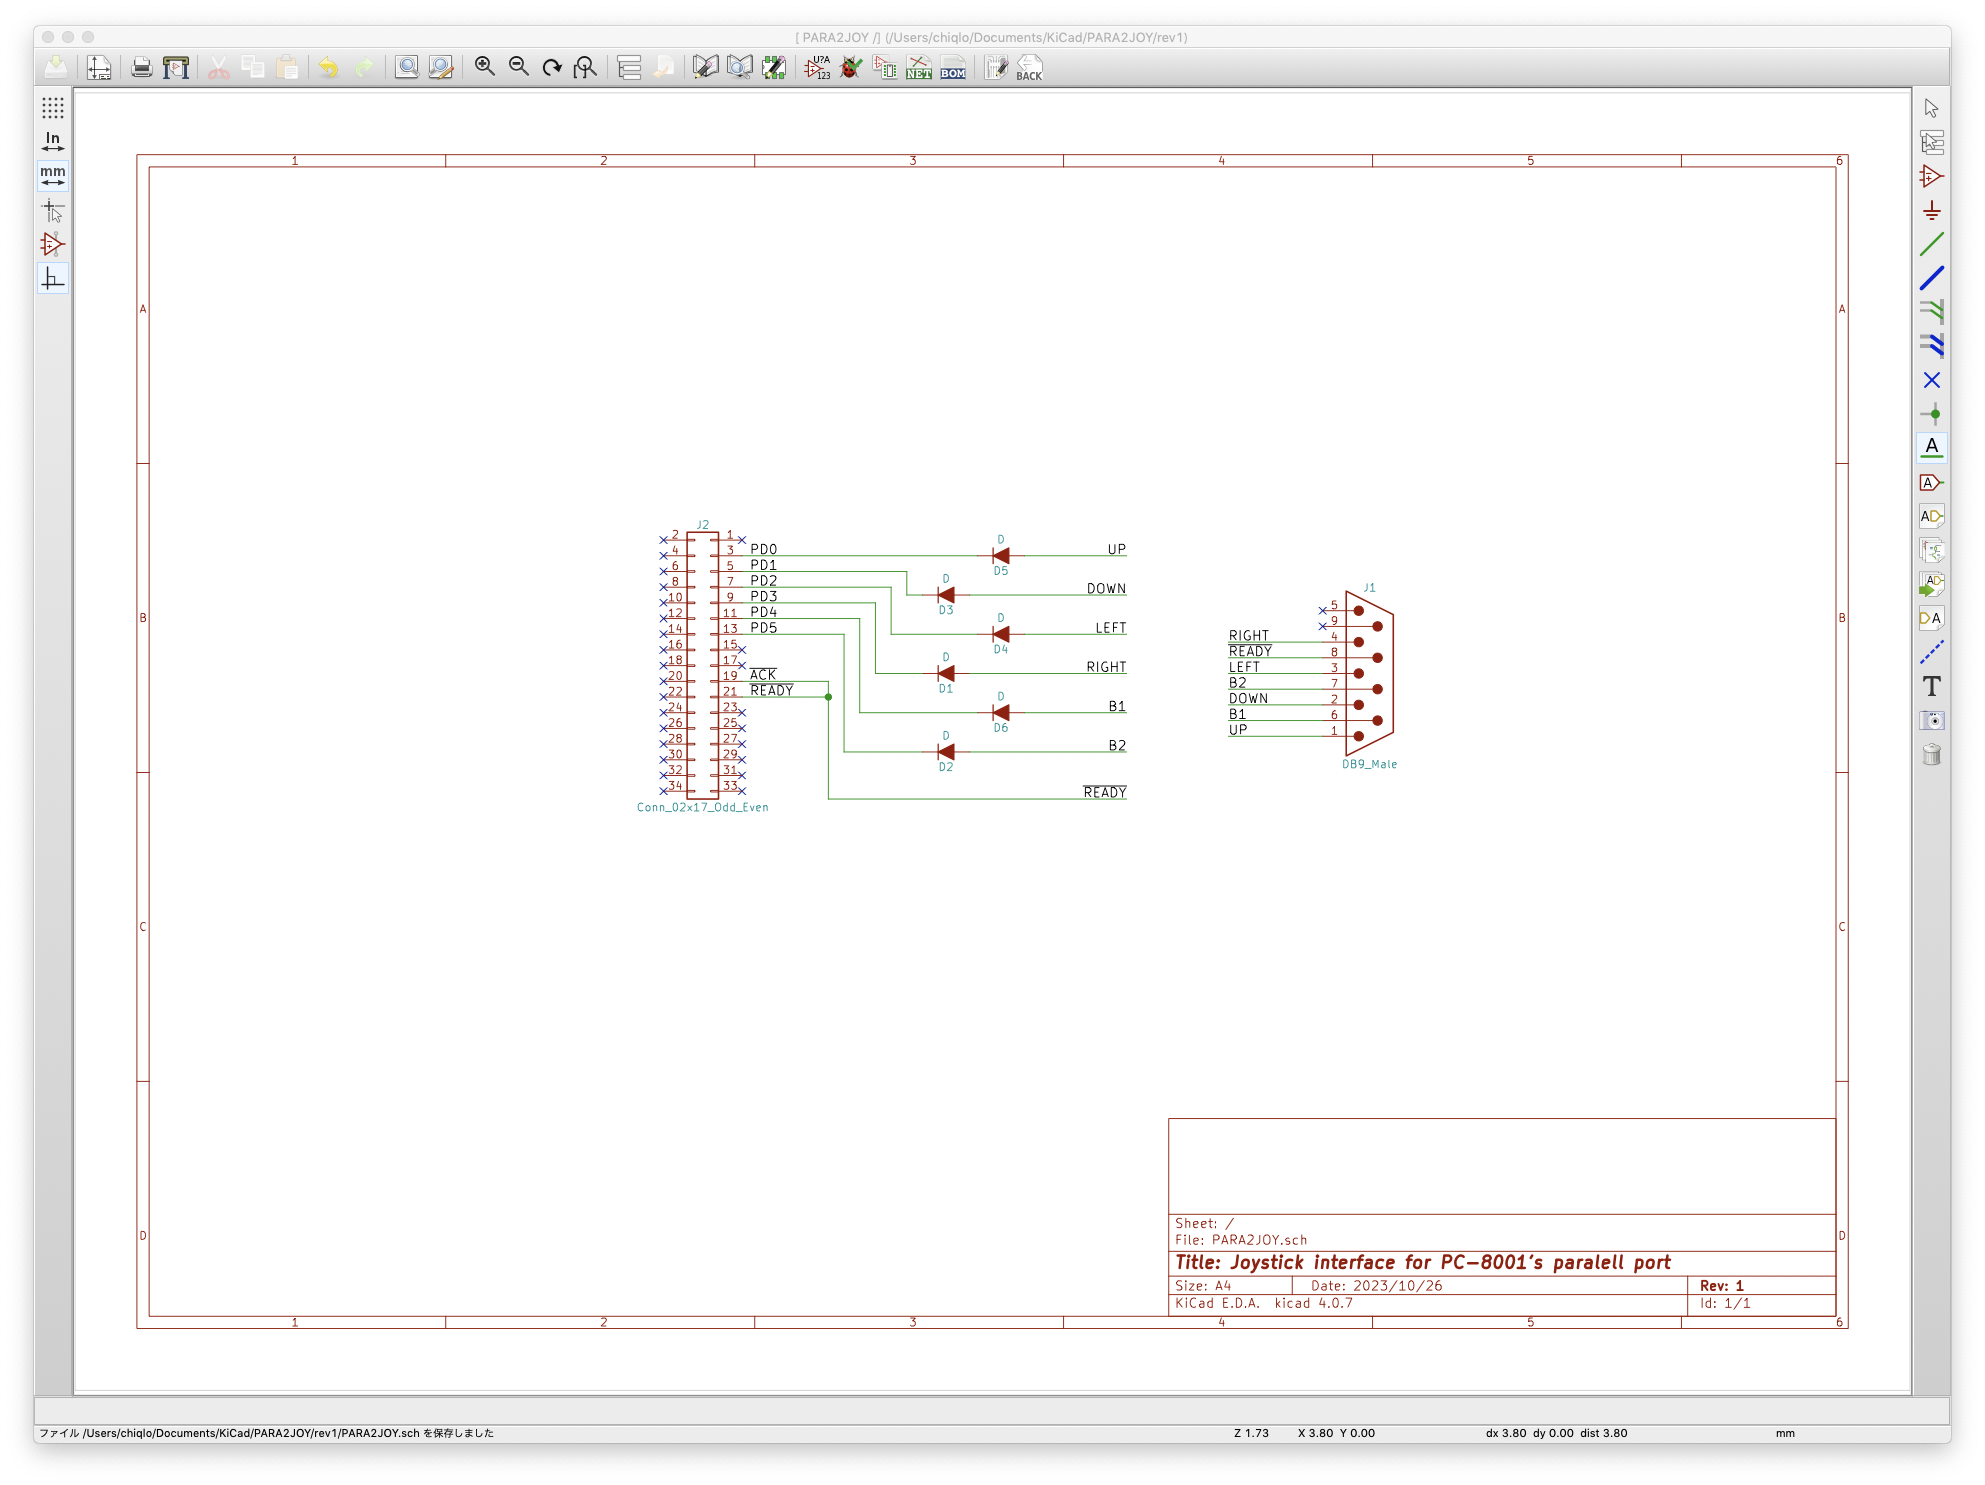 [ PARA2JOY /] (/Users/chiqlo/Documents/KiCad/PARA2JOY/rev1)
U?A
123
NET
BOM
BACK
In
mm
A
A
AD
AD
DA
T
1 2 3 4 5 6
A A
B B
C C
D D
J2
2 1
4 3 PD0
6 5 PD1
8 7 PD2
10 9 PD3
12 11 PD4
14 13 PD5
16 15
18 17
20 19 ACK
22 21 READY
24 23
26 25
28 27
30 29
32 31
34 33
Conn_02x17_Odd_Even
D
D5
UP
D
D3
DOWN
D
D4
LEFT
D
D1
RIGHT
D
D6
B1
D
D2
B2
READY
J1
5
9
RIGHT 4
READY 8
LEFT 3
B2 7
DOWN 2
B1 6
UP 1
DB9_Male
Sheet: /
File: PARA2JOY.sch
Title: Joystick interface for PC-8001's paralell port
Size: A4 Date: 2023/10/26 Rev: 1
KiCad E.D.A. kicad 4.0.7 Id: 1/1
1 2 3 4 5 6
ファイル /Users/chiqlo/Documents/KiCad/PARA2JOY/rev1/PARA2JOY.sch を保存しました Z 1.73 X 3.80 Y 0.00 dx 3.80 dy 0.00 dist 3.80 mm